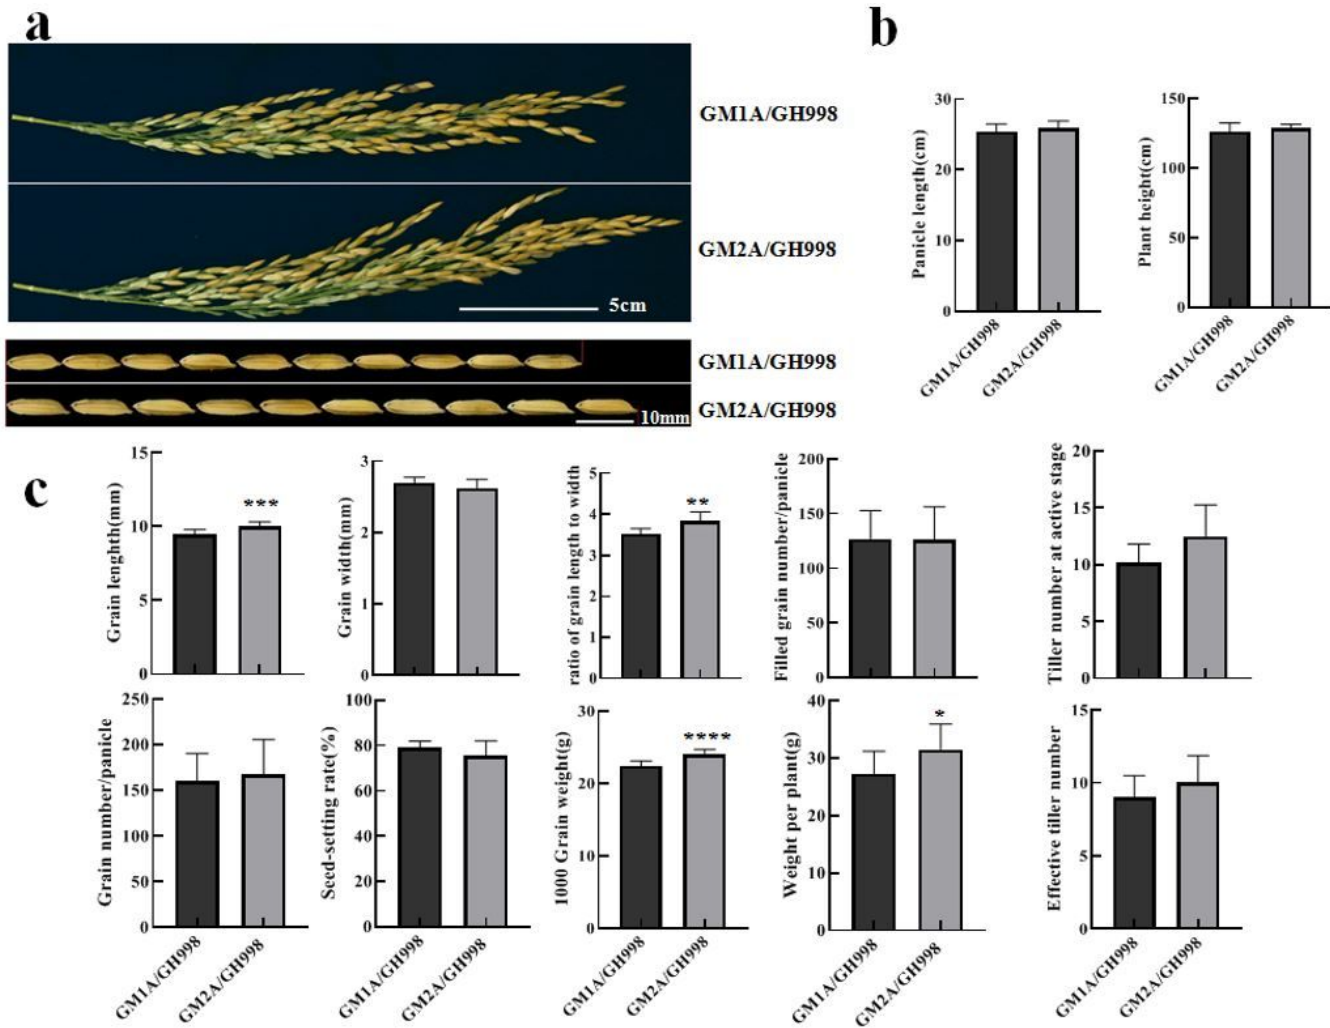 a
GM1A/GH998
GM2A/GH998
5cm
GM1A/GH998
GM2A/GH998
10mm
b
Panicle length(cm)
30
20
10
0
GM1A/GH998
GM2A/GH998
Plant height(cm)
150
100
50
0
GM1A/GH998
GM2A/GH998
c
Grain lenghth(mm)
15
10
5
0
***
Grain width(mm)
3
2
1
0
ratio of grain length to width
5
4
3
2
1
0
**
Filled grain number/panicle
200
150
100
50
0
Tiller number at active stage
20
15
10
5
0
Grain number/panicle
250
200
150
100
50
0
GM1A/GH998
GM2A/GH998
Seed-setting rate(%)
100
80
60
40
20
0
GM1A/GH998
GM2A/GH998
1000 Grain weight(g)
30
20
10
0
****
GM1A/GH998
GM2A/GH998
Weight per plant(g)
40
30
20
10
0
*
GM1A/GH998
GM2A/GH998
Effective tiller number
15
10
5
0
GM1A/GH998
GM2A/GH998